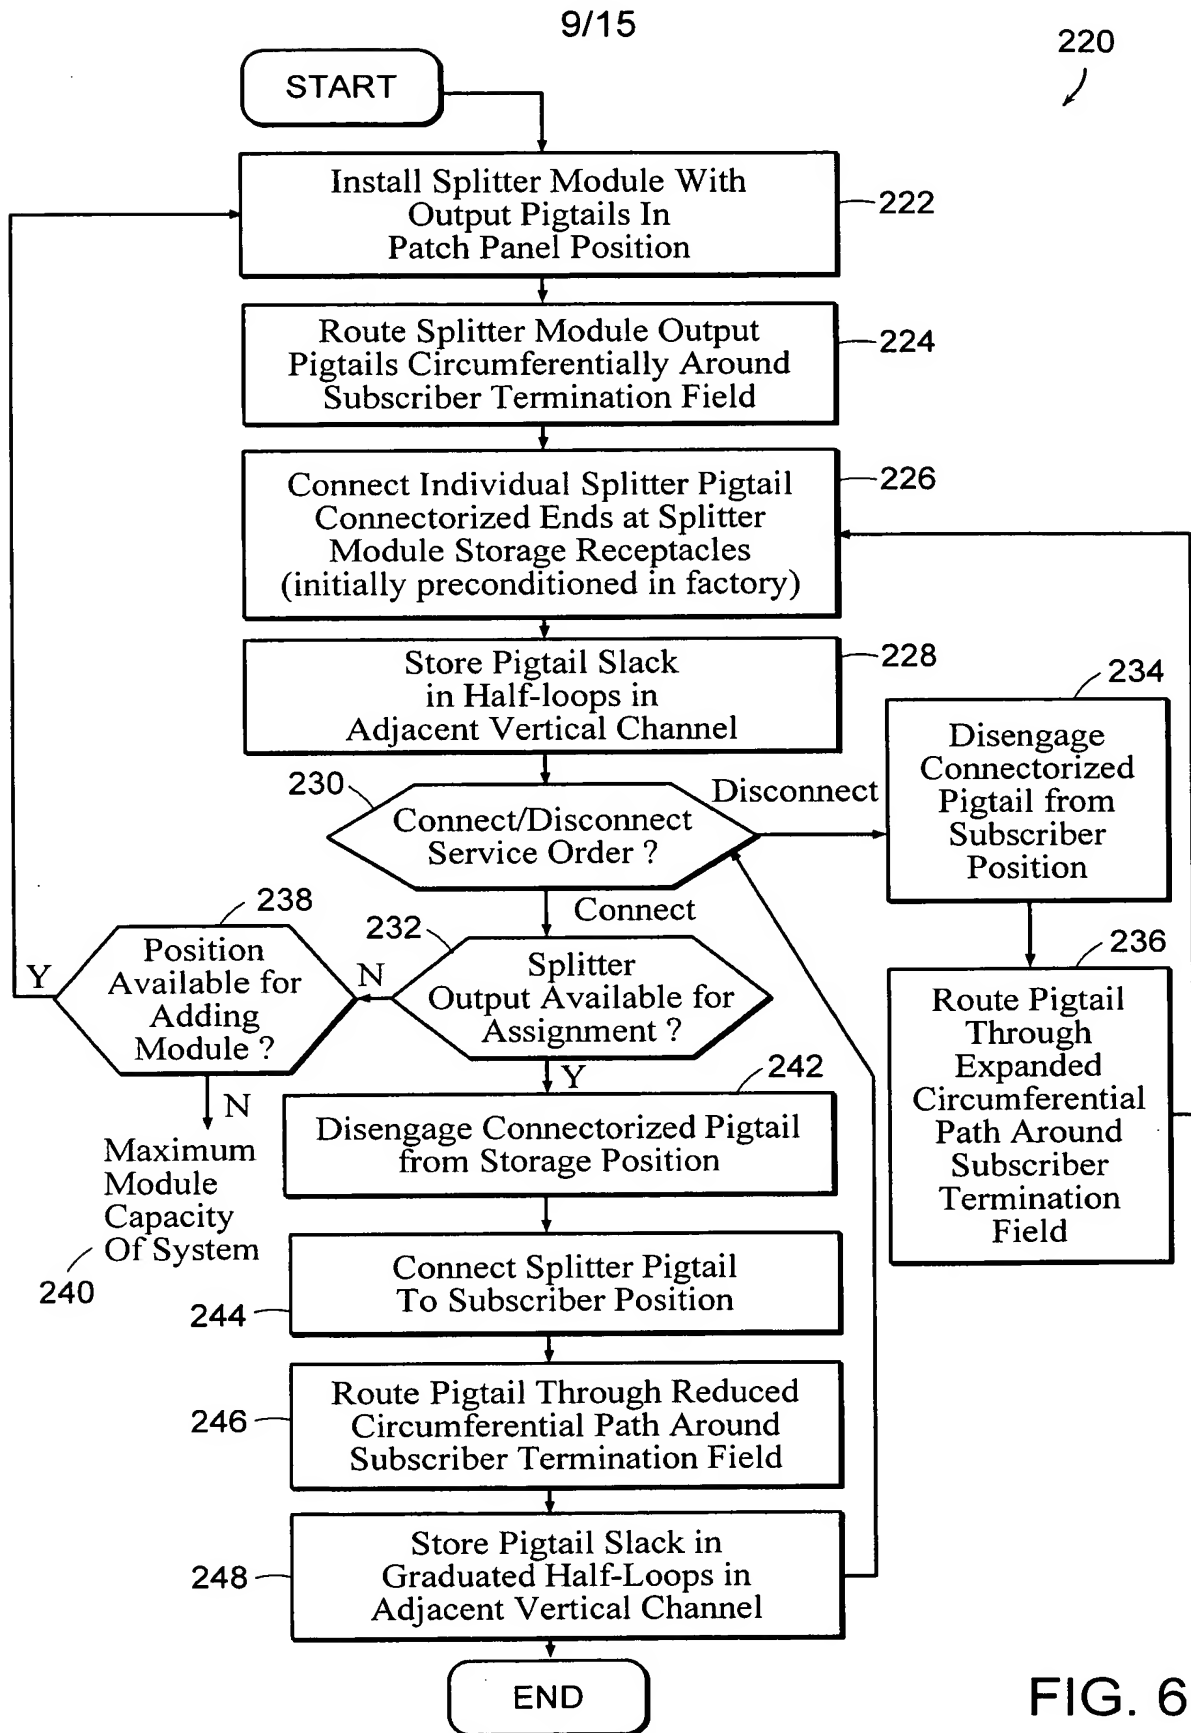 9/15
220
START
Install Splitter Module With
Output Pigtails In
Patch Panel Position
222
Route Splitter Module Output
Pigtails Circumferentially Around
Subscriber Termination Field
224
Connect Individual Splitter Pigtail
Connectorized Ends at Splitter
Module Storage Receptacles
(initially preconditioned in factory)
226
Store Pigtail Slack
in Half-loops in
Adjacent Vertical Channel
228
230
Connect/Disconnect
Service Order ?
Disconnect
Connect
234
Disengage
Connectorized
Pigtail from
Subscriber
Position
236
Route Pigtail
Through
Expanded
Circumferential
Path Around
Subscriber
Termination
Field
232
Splitter
Output Available for
Assignment ?
N
Y
238
Position
Available for
Adding
Module ?
Y
N
Maximum
Module
Capacity
Of System
240
242
Disengage Connectorized Pigtail
from Storage Position
Connect Splitter Pigtail
To Subscriber Position
244
Route Pigtail Through Reduced
Circumferential Path Around
Subscriber Termination Field
246
Store Pigtail Slack in
Graduated Half-Loops in
Adjacent Vertical Channel
248
END
FIG. 6